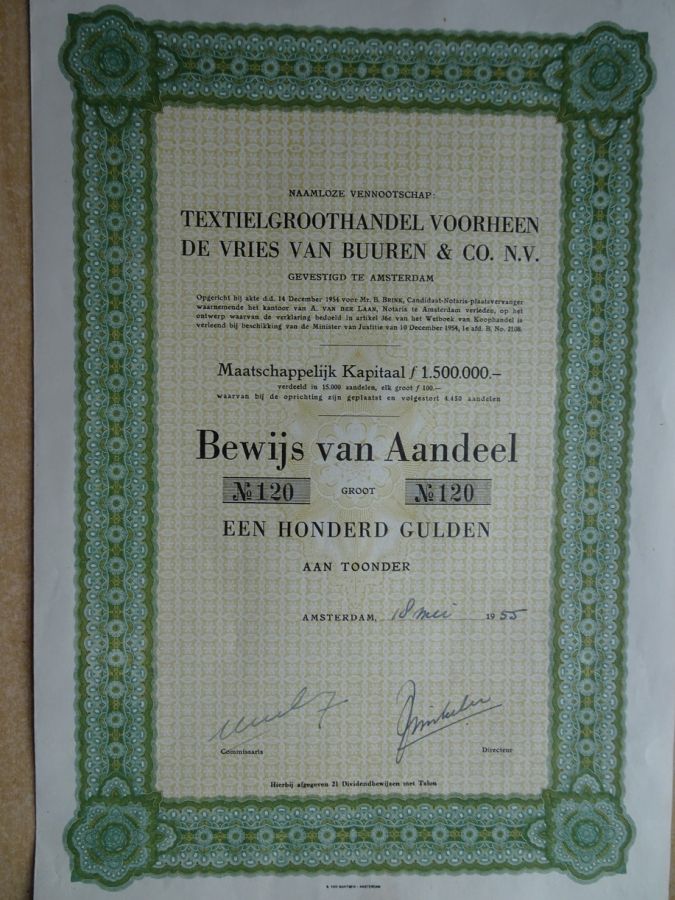 NAAMLOZE VENNOOTSCHAP:
TEXTIELGROOTHANDEL VOORHEEN
DE VRIES VAN BUUREN & CO. N.V.
GEVESTIGD TE AMSTERDAM
Opgericht bij akte d.d. 14 December 1954 voor Mr. B. BRINK, Candidaat-Notaris-plaatsvervanger
waarnemende het kantoor van A. VAN DER LAAN, Notaris te Amsterdam verleden, op het
ontwerp waarvan de verklaring bedoeld in artikel 36e van het Wetboek van Koophandel is
verleend bij beschikking van de Minister van Justitie van 10 December 1954, 1e afd. B. No. 2108.
Maatschappelijk Kapitaal f 1.500.000.—
verdeeld in 15.000 aandelen, elk groot f 100.—
waarvan bij de oprichting zijn geplaatst en volgestort 4.450 aandelen
Bewijs van Aandeel
№ 120 GROOT № 120
EEN HONDERD GULDEN
AAN TOONDER
AMSTERDAM, 18 mei 1955
Commissaris Directeur
Hierbij afgegeven 21 Dividendbewijzen met Talon